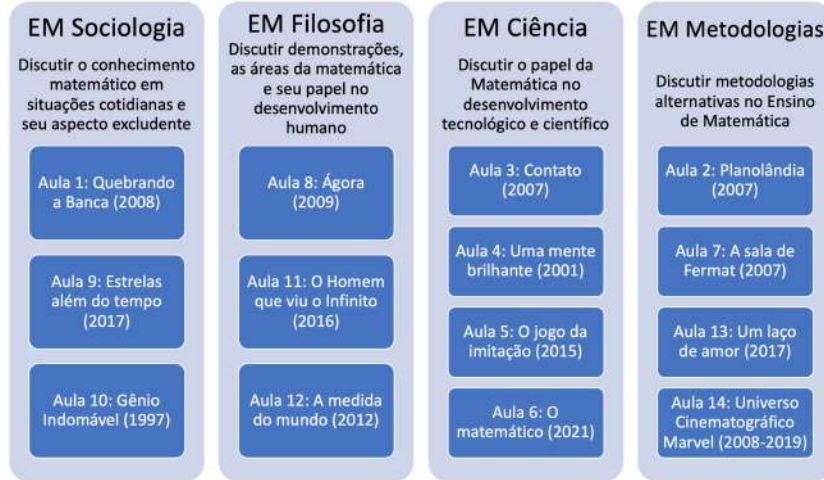 EM Sociologia
Discutir o conhecimento
matemático em
situações cotidianas e
seu aspecto excludente
Aula 1: Quebrando
a Banca (2008)
Aula 9: Estrelas
além do tempo
(2017)
Aula 10: Gênio
Indomável (1997)
EM Filosofia
Discutir demonstrações,
as áreas da matemática
e seu papel no
desenvolvimento
humano
Aula 8: Ágora
(2009)
Aula 11: O Homem
que viu o Infinito
(2016)
Aula 12: A medida
do mundo (2012)
EM Ciência
Discutir o papel da
Matemática no
desenvolvimento
tecnológico e científico
Aula 3: Contato
(2007)
Aula 4: Uma mente
brilhante (2001)
Aula 5: O jogo da
imitação (2015)
Aula 6: O
matemático (2021)
EM Metodologias
Discutir metodologias
alternativas no Ensino
de Matemática
Aula 2: Planolândia
(2007)
Aula 7: A sala de
Fermat (2007)
Aula 13: Um laço
de amor (2017)
Aula 14: Universo
Cinematográfico
Marvel (2008-2019)